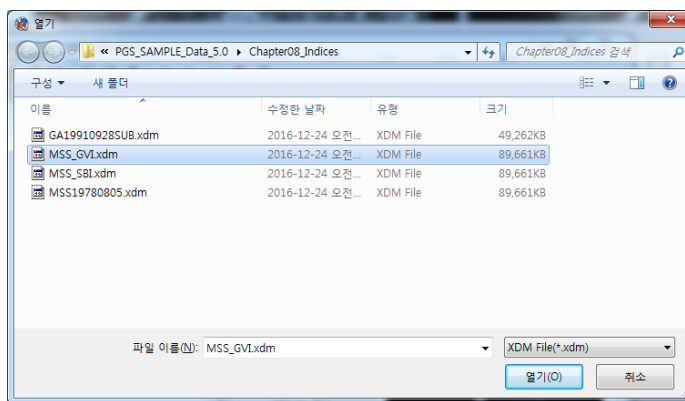 열기
« PGS_SAMPLE_Data_5.0 ▸ Chapter08_Indices
Chapter08_Indices 검색
구성 ▾ 새 폴더
이름 수정한 날짜 유형 크기
GA19910928SUB.xdm 2016-12-24 오전... XDM File 49,262KB
MSS_GVI.xdm 2016-12-24 오전... XDM File 89,661KB
MSS_SBI.xdm 2016-12-24 오전... XDM File 89,661KB
MSS19780805.xdm 2016-12-24 오전... XDM File 89,661KB
파일 이름(N): MSS_GVI.xdm XDM File(*.xdm)
열기(O) 취소